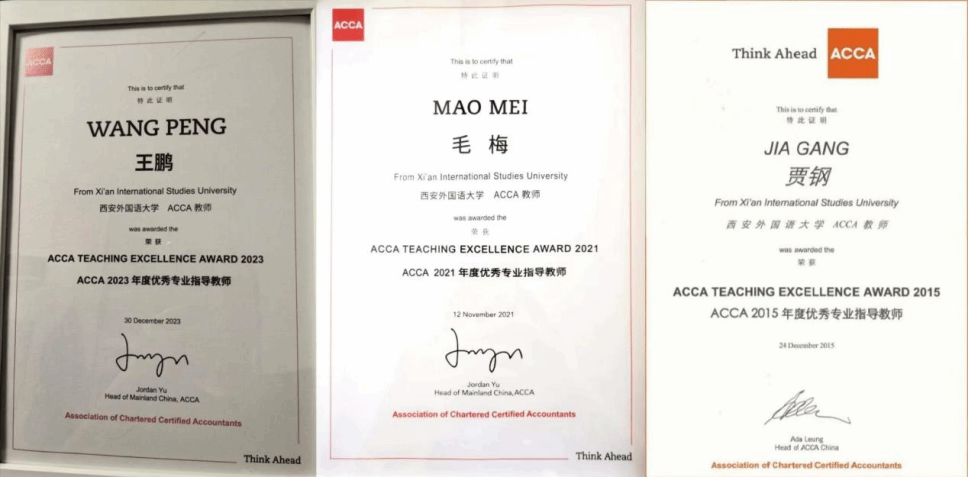 ACCA
This is to certify that
特此证明
WANG PENG
王鹏
From Xi'an International Studies University
西安外国语大学 ACCA 教师
was awarded the
荣获
ACCA TEACHING EXCELLENCE AWARD 2023
ACCA 2023 年度优秀专业指导教师
30 December 2023
Jordan Yu
Head of Mainland China, ACCA
Association of Chartered Certified Accountants
Think Ahead
ACCA
This is to certify that
特此证明
MAO MEI
毛 梅
From Xi'an International Studies University
西安外国语大学 ACCA 教师
was awarded the
荣获
ACCA TEACHING EXCELLENCE AWARD 2021
ACCA 2021 年度优秀专业指导教师
12 November 2021
Jordan Yu
Head of Mainland China,ACCA
Association of Chartered Certified Accountants
Think Ahead
Think Ahead ACCA
This is to certify that
特此证明
JIA GANG
贾钢
From Xi'an International Studies University
西安外国语大学 ACCA 教师
was awarded the
荣获
ACCA TEACHING EXCELLENCE AWARD 2015
ACCA 2015 年度优秀专业指导教师
24 December 2015
Ada Leung
Head of ACCA China
Association of Chartered Certified Accountants